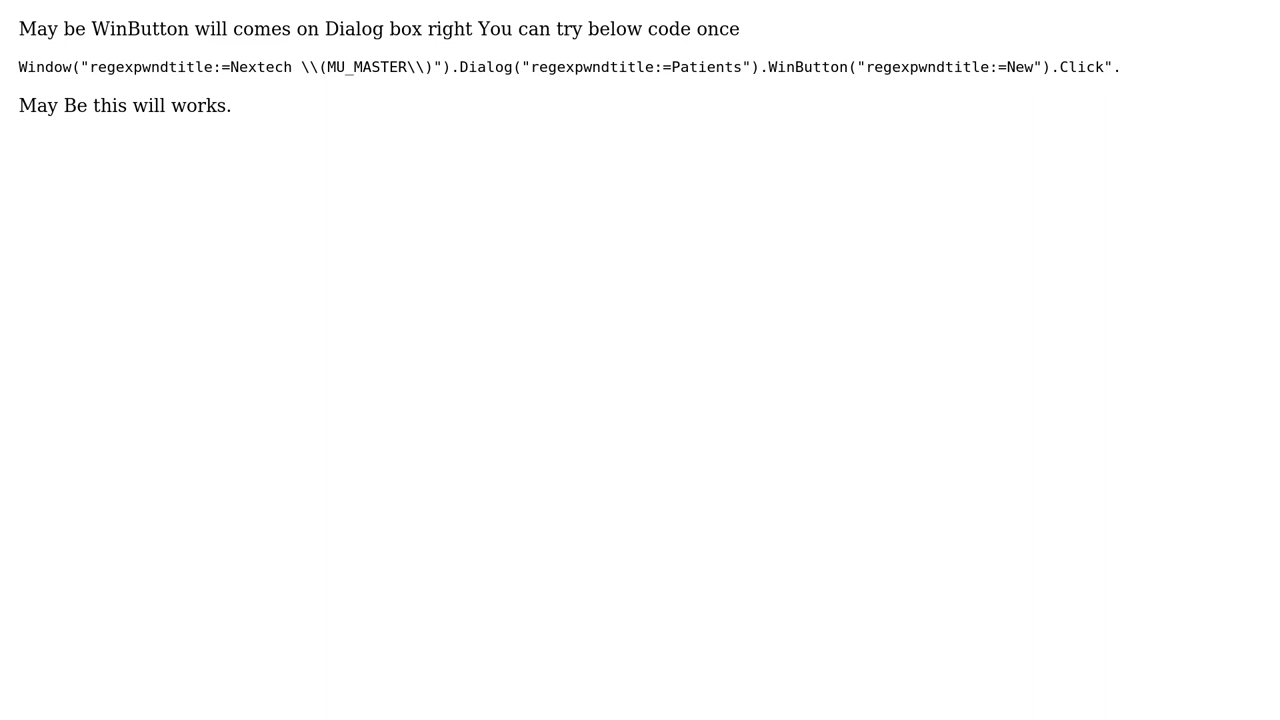 May be WinButton will comes on Dialog box right You can try below code once
Window("regexpwndtitle:=Nextech \\(MU_MASTER\\)").Dialog("regexpwndtitle:=Patients").WinButton("regexpwndtitle:=New").Click".
May Be this will works.